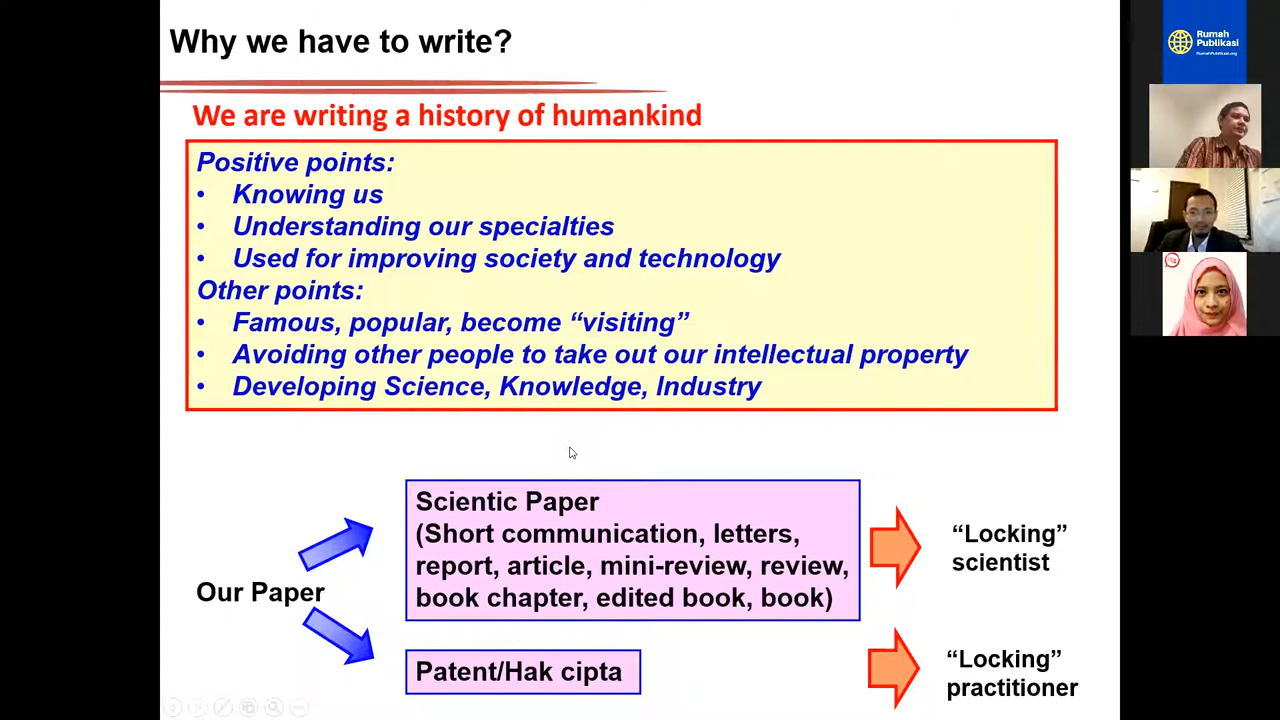 Why we have to write?
We are writing a history of humankind
Positive points:
• Knowing us
• Understanding our specialties
• Used for improving society and technology
Other points:
• Famous, popular, become “visiting”
• Avoiding other people to take out our intellectual property
• Developing Science, Knowledge, Industry
Our Paper
Scientic Paper
(Short communication, letters,
report, article, mini-review, review,
book chapter, edited book, book)
“Locking”
scientist
Patent/Hak cipta
“Locking”
practitioner
Rumah
Publikasi
RumahPublikasi.org